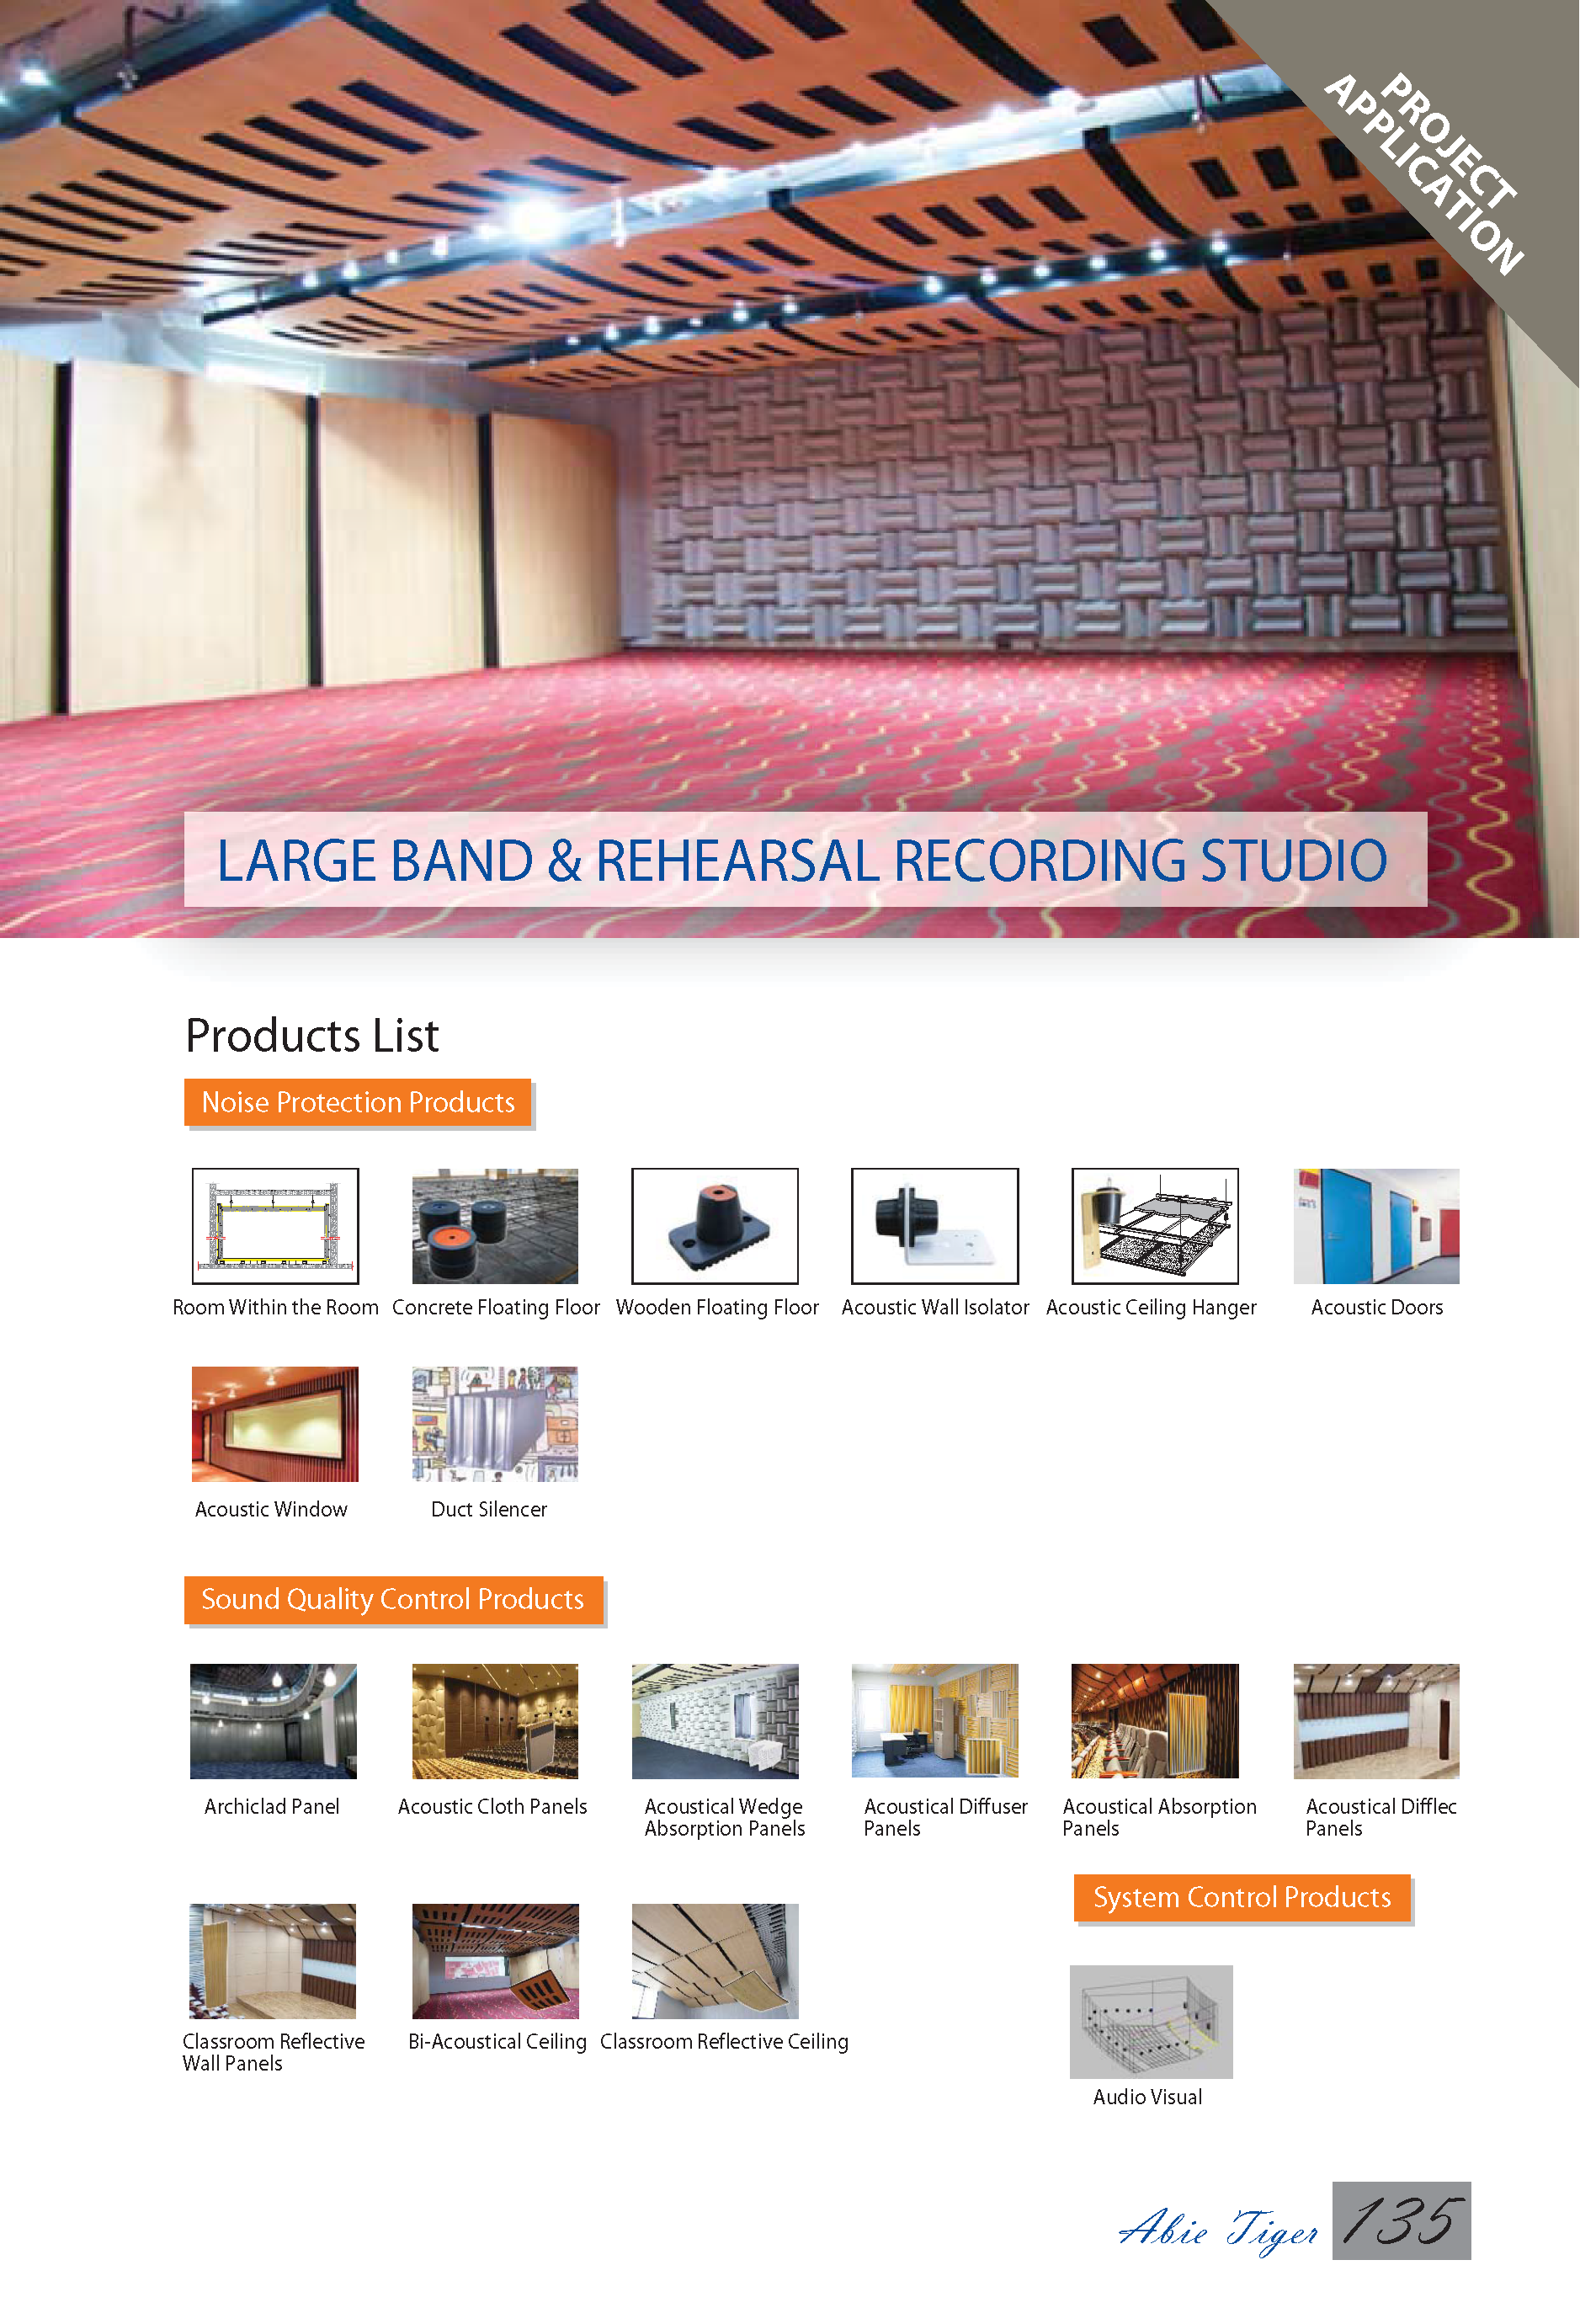 PROJECT
APPLICATION
LARGE BAND & REHEARSAL RECORDING STUDIO
Products List
Noise Protection Products
Room Within the Room
Concrete Floating Floor
Wooden Floating Floor
Acoustic Wall Isolator
Acoustic Ceiling Hanger
Acoustic Doors
Acoustic Window
Duct Silencer
Sound Quality Control Products
Archiclad Panel
Acoustic Cloth Panels
Acoustical Wedge
Absorption Panels
Acoustical Diffuser
Panels
Acoustical Absorption
Panels
Acoustical Difflec
Panels
Classroom Reflective
Wall Panels
Bi-Acoustical Ceiling
Classroom Reflective Ceiling
System Control Products
Audio Visual
Abie Tiger
135